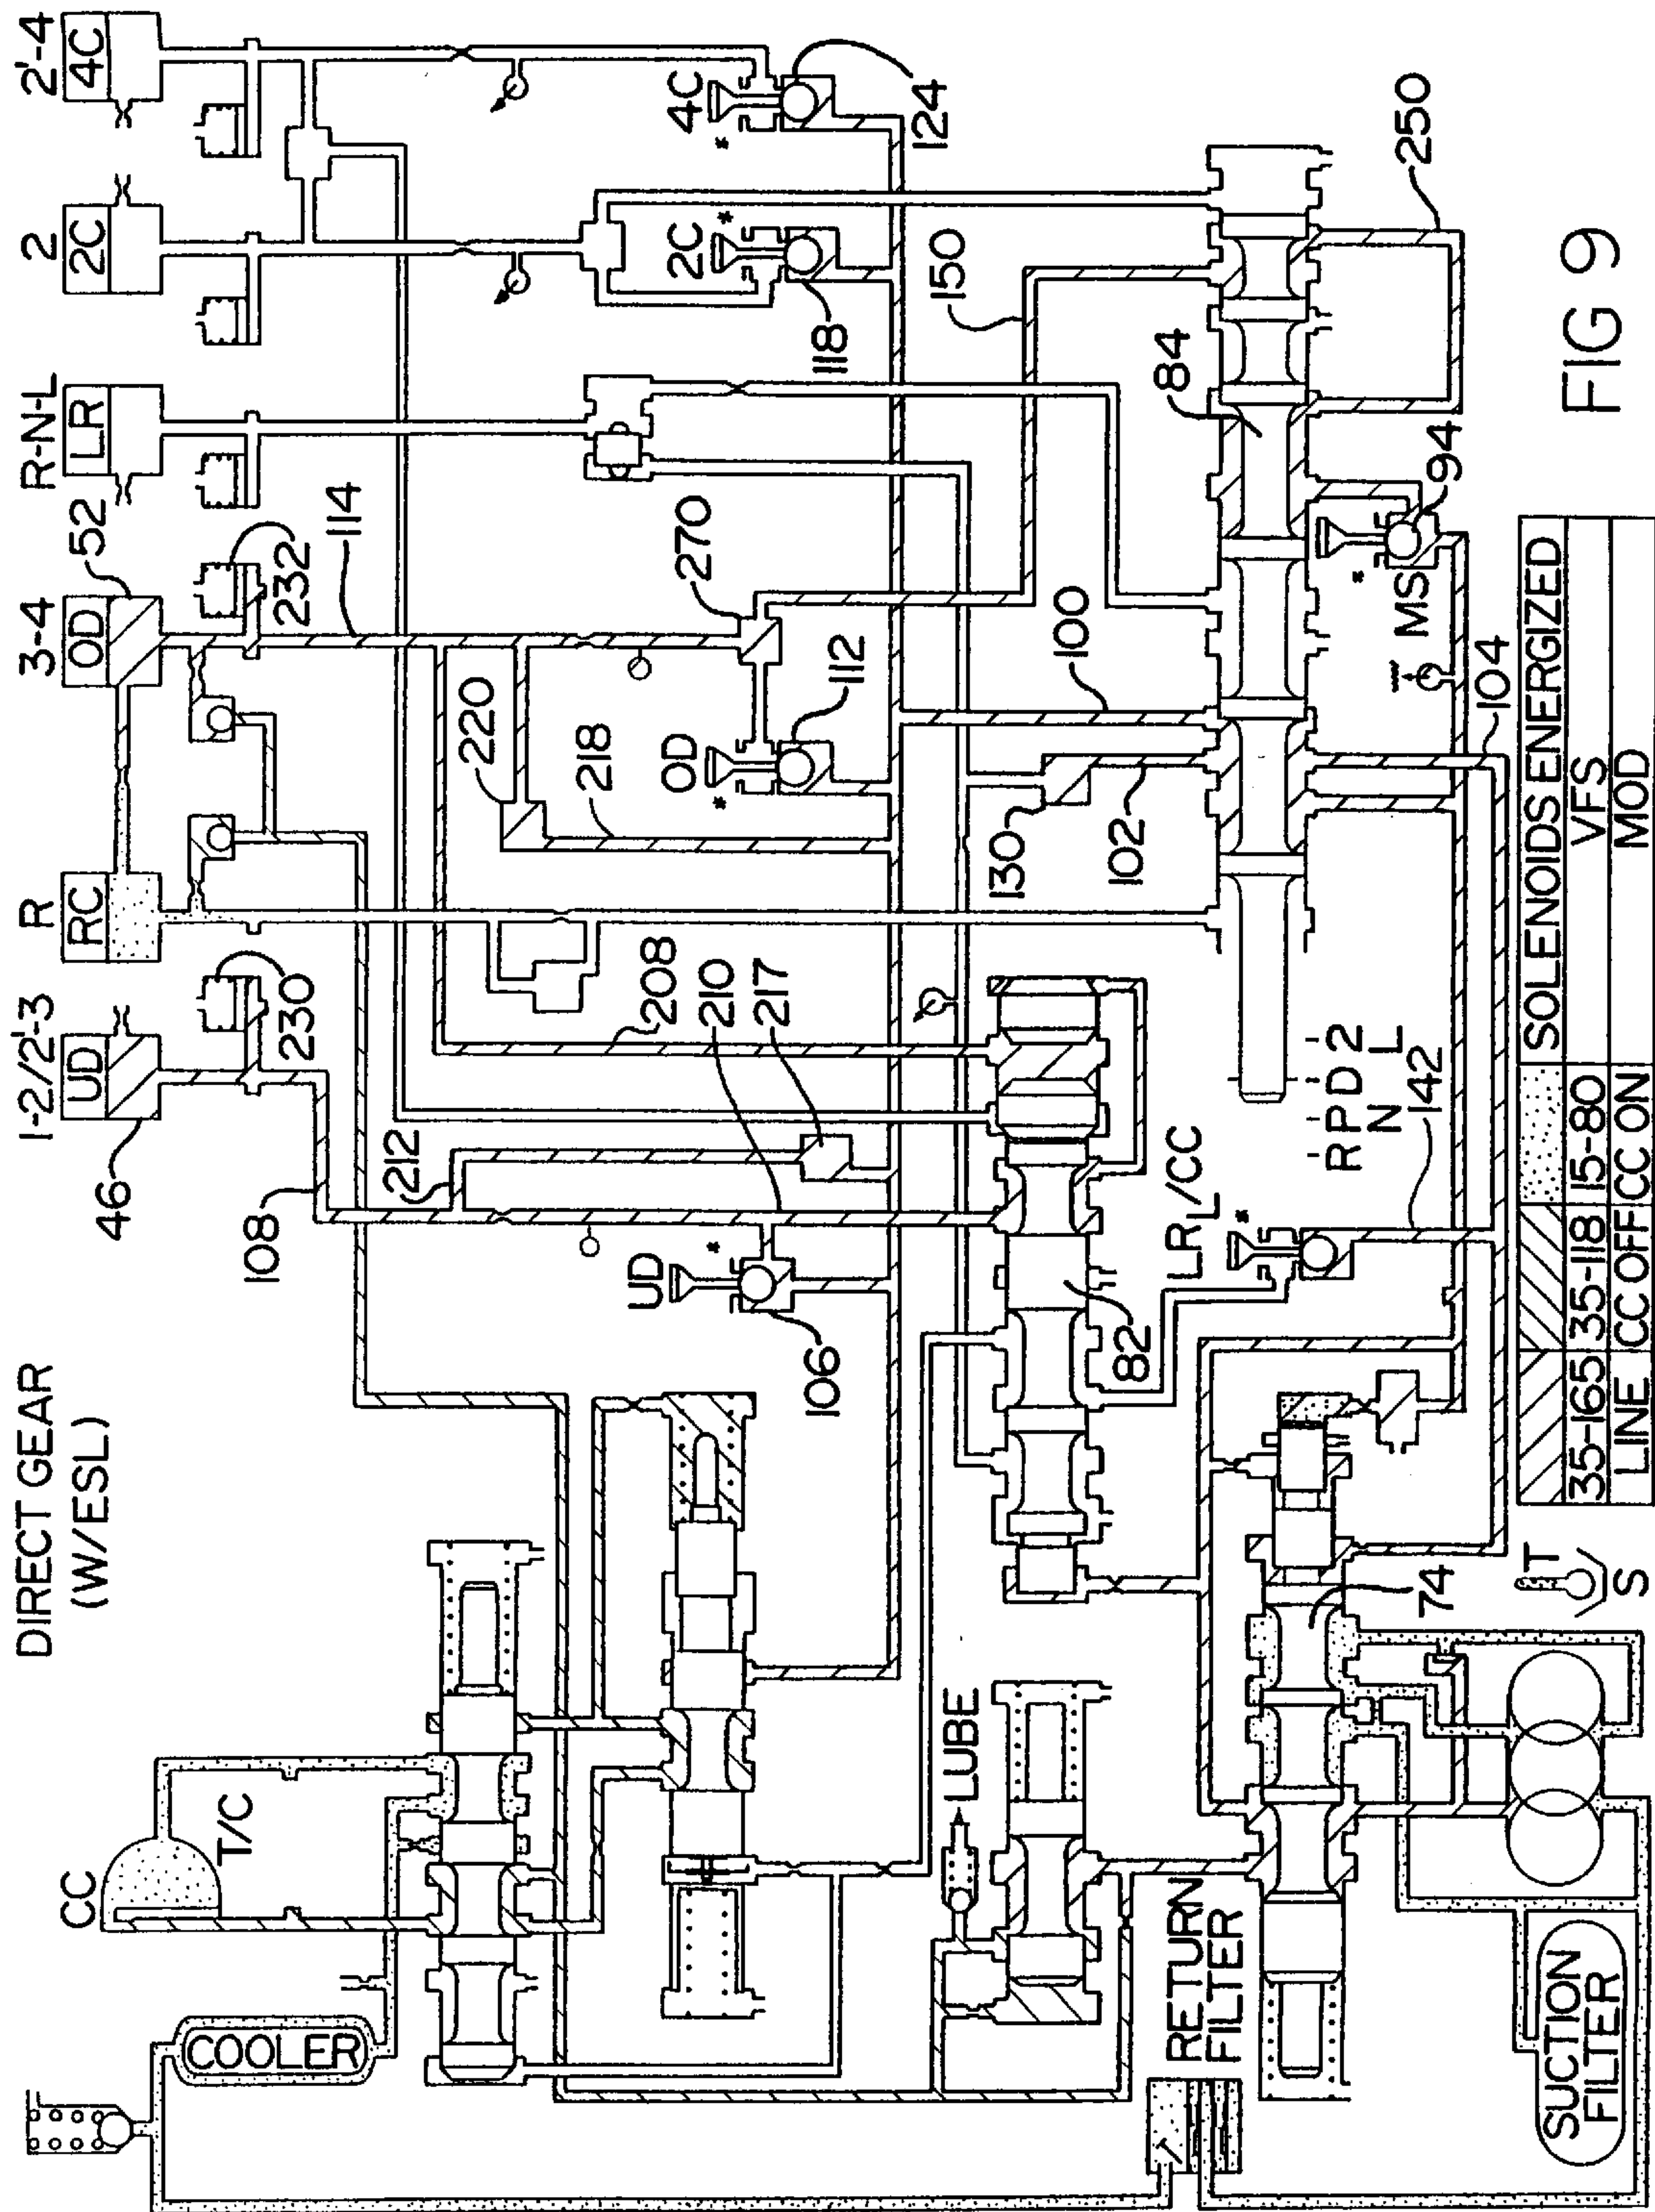 DIRECT GEAR
(W/ESL)
1-2/2'-3
R
3-4
R-N-L
2
2'-4
UD
RC
OD
LR
2C
4C
46
230
52
232
114
108
212
208
210
217
220
218
270
OD
112
UD
106
2C
118
4C
124
150
130
102
100
84
250
82
LR/CC
L
142
R P D 2
N L
MS
94
104
CC
T/C
COOLER
LUBE
RETURN
FILTER
SUCTION
FILTER
74
T
S
35-165 35-118 15-80 SOLENOIDS ENERGIZED
VFS
LINE CC OFF CC ON MOD
FIG 9